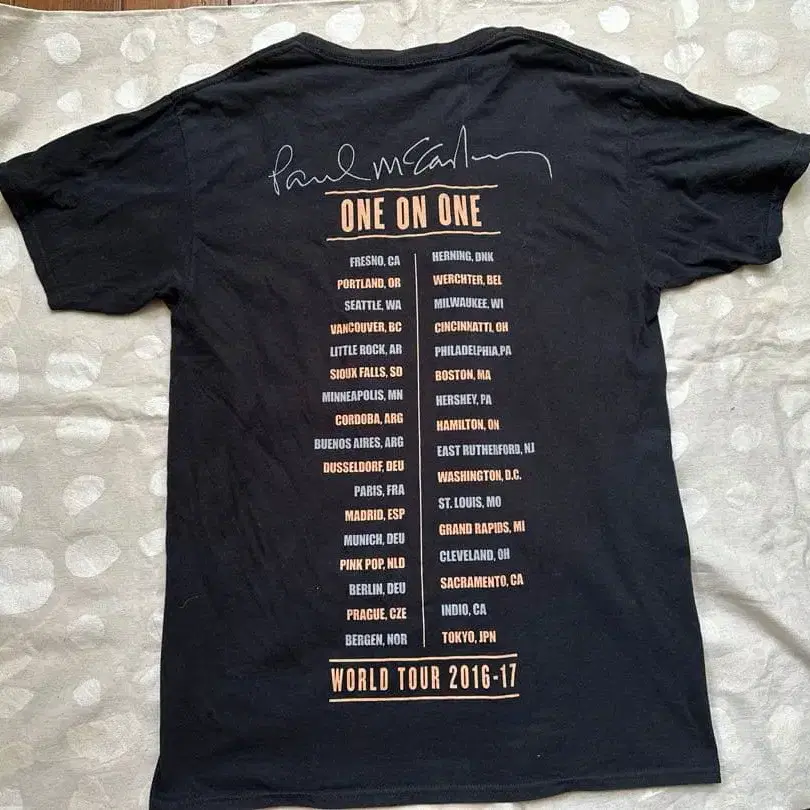 Paul McCartney
ONE ON ONE
FRESNO, CA
PORTLAND, OR
SEATTLE, WA
VANCOUVER, BC
LITTLE ROCK, AR
SIOUX FALLS, SD
MINNEAPOLIS, MN
CORDOBA, ARG
BUENOS AIRES, ARG
DUSSELDORF, DEU
PARIS, FRA
MADRID, ESP
MUNICH, DEU
PINK POP, NLD
BERLIN, DEU
PRAGUE, CZE
BERGEN, NOR
HERNING, DNK
WERCHTER, BEL
MILWAUKEE, WI
CINCINNATTI, OH
PHILADELPHIA,PA
BOSTON, MA
HERSHEY, PA
HAMILTON, ON
EAST RUTHERFORD, NJ
WASHINGTON, D.C.
ST. LOUIS, MO
GRAND RAPIDS, MI
CLEVELAND, OH
SACRAMENTO, CA
INDIO, CA
TOKYO, JPN
WORLD TOUR 2016-17